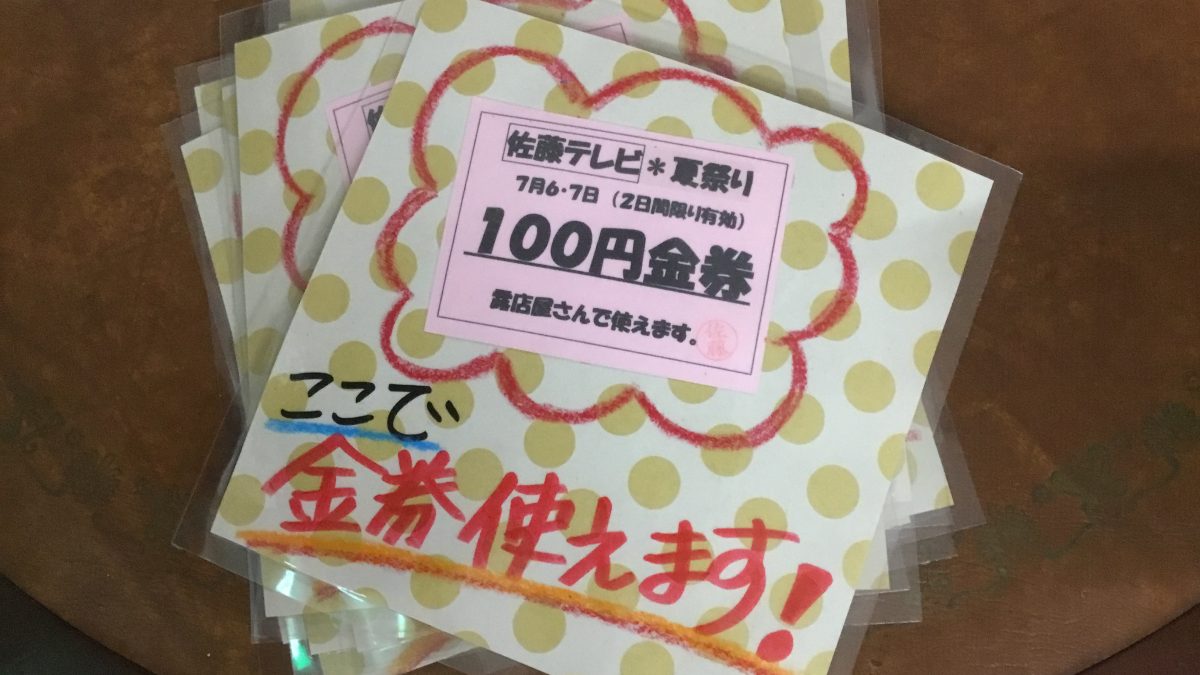 佐藤テレビ＊夏祭り
7月6・7日（2日間限り有効）
100円金券
露店屋さんで使えます。
佐藤
ここで
金券使えます!